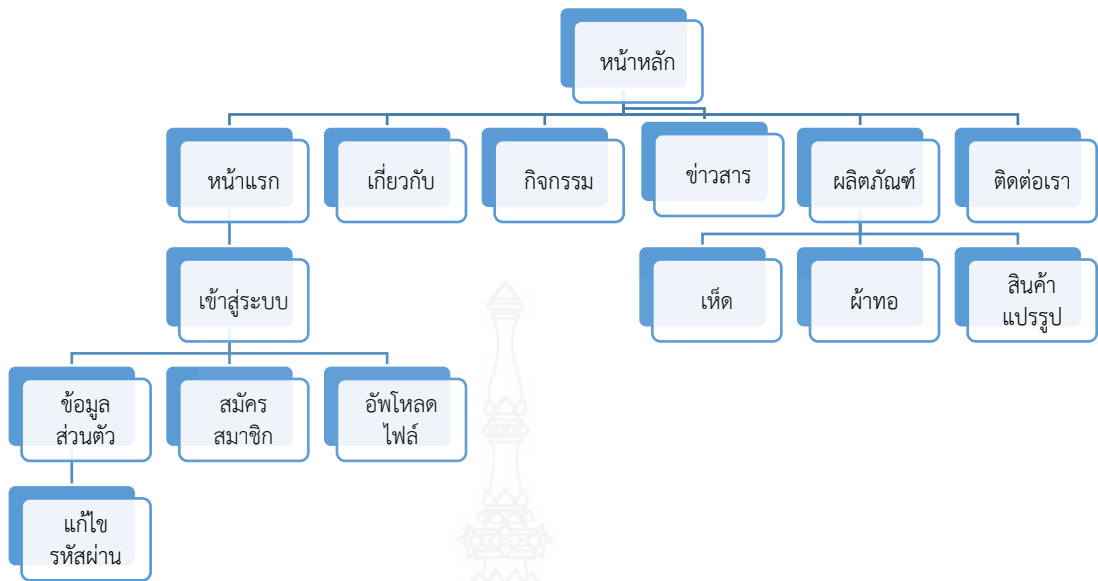 หน้าหลัก
หน้าแรก
เกี่ยวกับ
กิจกรรม
ข่าวสาร
ผลิตภัณฑ์
ติดต่อเรา
เข้าสู่ระบบ
เห็ด
ผ้าทอ
สินค้า
แปรรูป
ข้อมูล
ส่วนตัว
สมัคร
สมาชิก
อัพโหลด
ไฟล์
แก้ไข
รหัสผ่าน